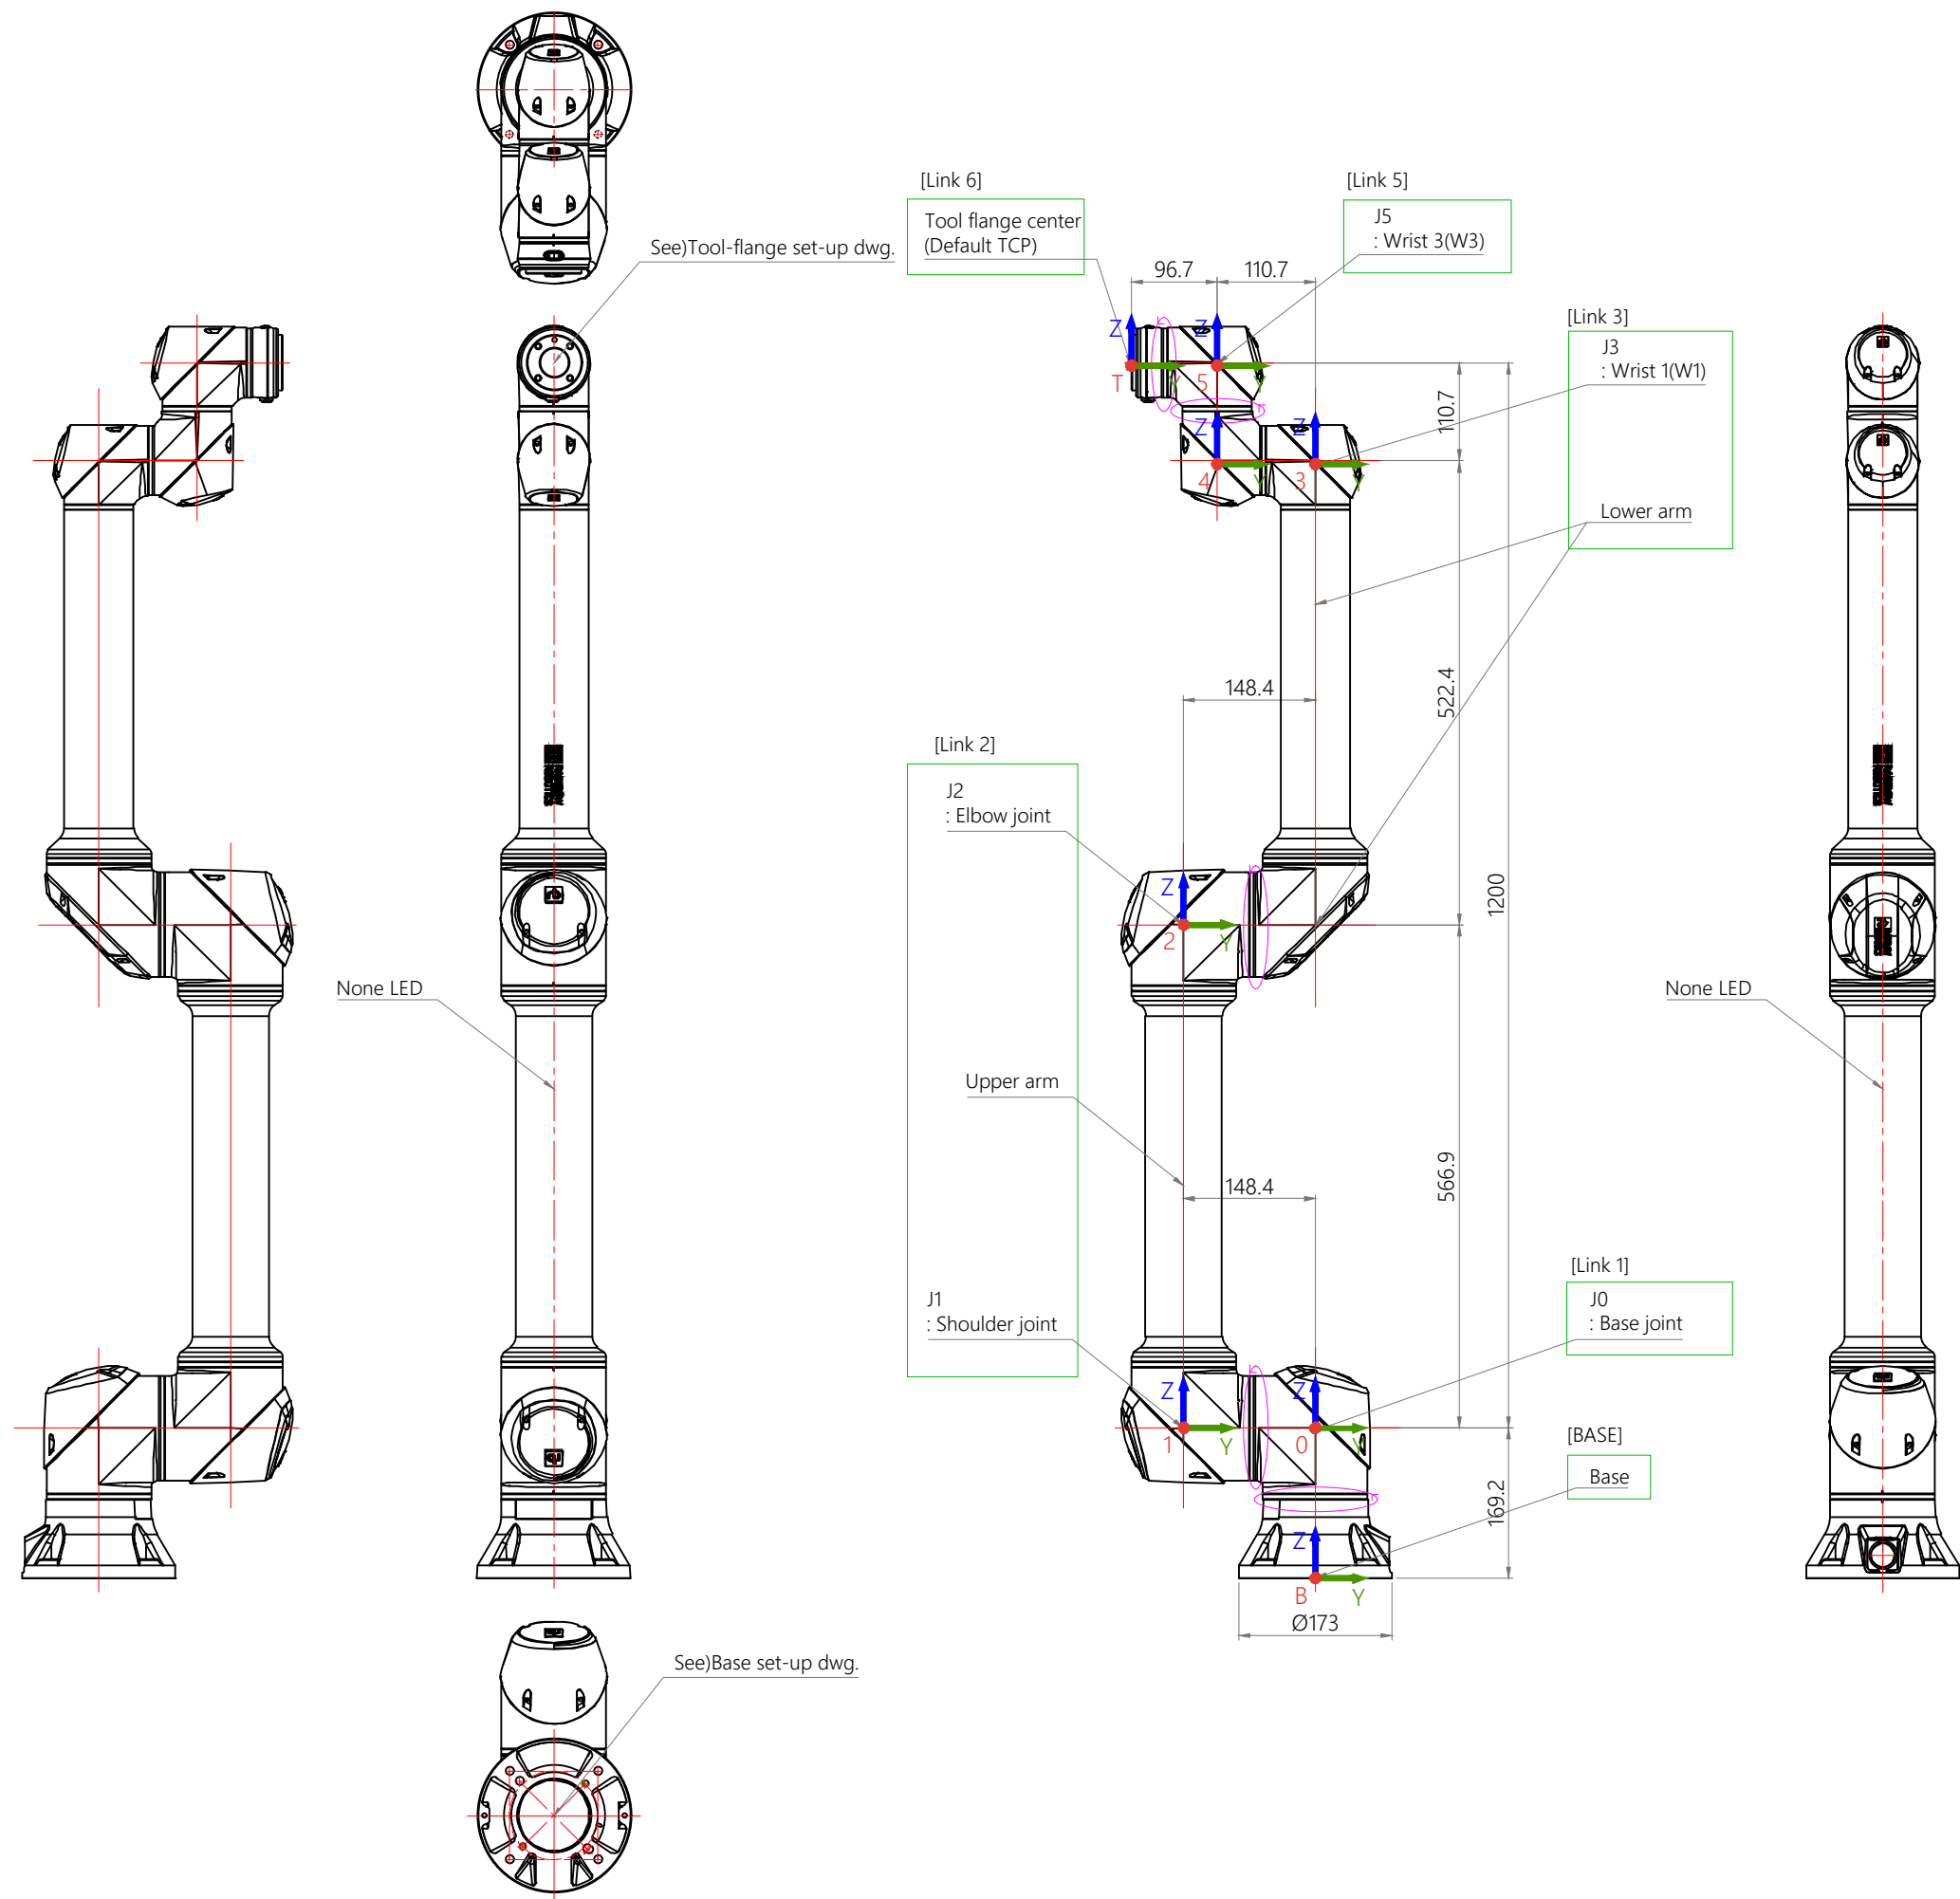 [Link 6]
Tool flange center
(Default TCP)
[Link 5]
J5
: Wrist 3(W3)
See)Tool-flange set-up dwg.
96.7
110.7
[Link 3]
J3
: Wrist 1(W1)
Lower arm
Z
Z
T
Y
5
Y
110.7
Z
Z
4
Y
3
Y
522.4
148.4
1200
[Link 2]
J2
: Elbow joint
Z
2
Y
None LED
None LED
Upper arm
566.9
148.4
J1
: Shoulder joint
[Link 1]
J0
: Base joint
Z
Z
1
Y
0
Y
[BASE]
Base
169.2
Z
B
Y
Ø173
See)Base set-up dwg.